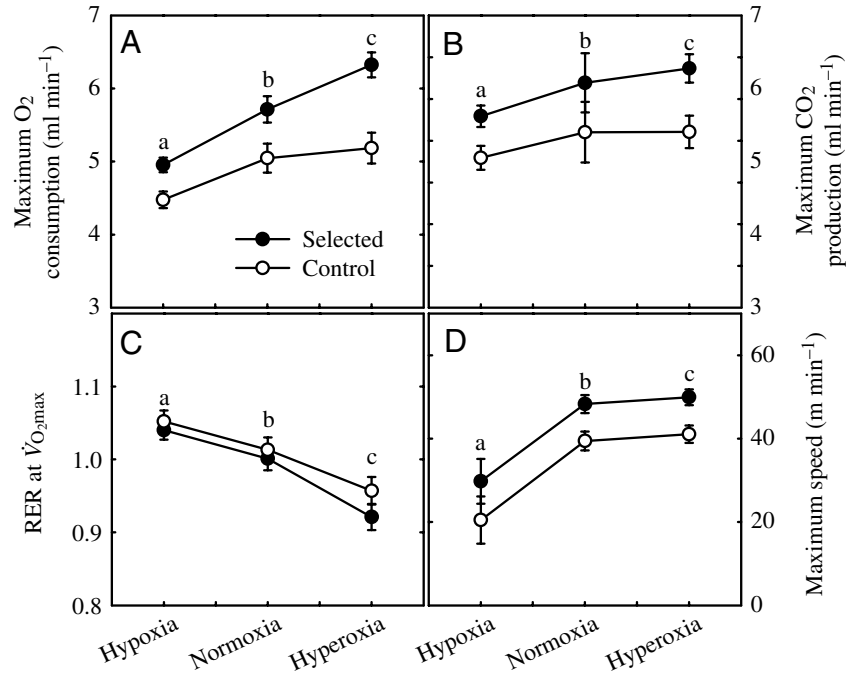 A
B
7
6
5
4
3
Maximum O₂
consumption (ml min⁻¹)
a
b
c
Selected
Control
a
b
c
7
6
5
4
3
Maximum CO₂
production (ml min⁻¹)
C
D
1.1
1.0
0.9
0.8
RER at V̇O₂max
a
b
c
a
b
c
60
40
20
0
Maximum speed (m min⁻¹)
Hypoxia
Normoxia
Hyperoxia
Hypoxia
Normoxia
Hyperoxia